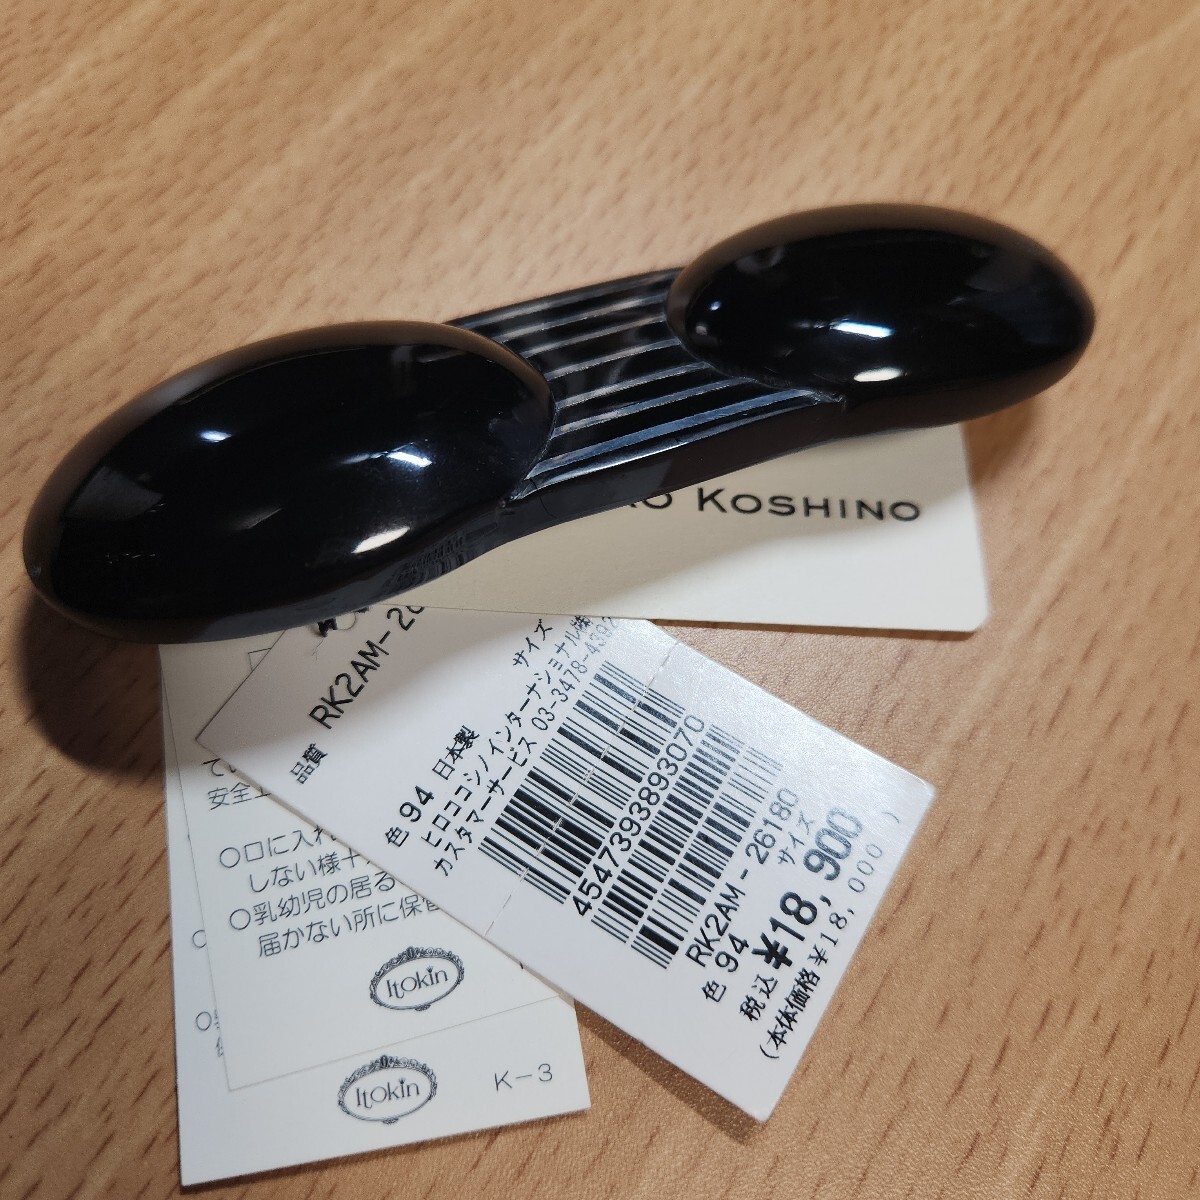 KOSHINO
RK2AM-26
品質
サイズ
色 94 日本製
ヒロココシノ インターナショナル(株)
カスタマーサービス 03-3478-4392
4547393893070
RK2AM-26180
色 94 サイズ
税込 ¥18,900
(本体価格¥18,000)
安全上
○口に入れ
しない様十
○乳幼児の居る
届かない所に保管
Itokin
Itokin
K-3